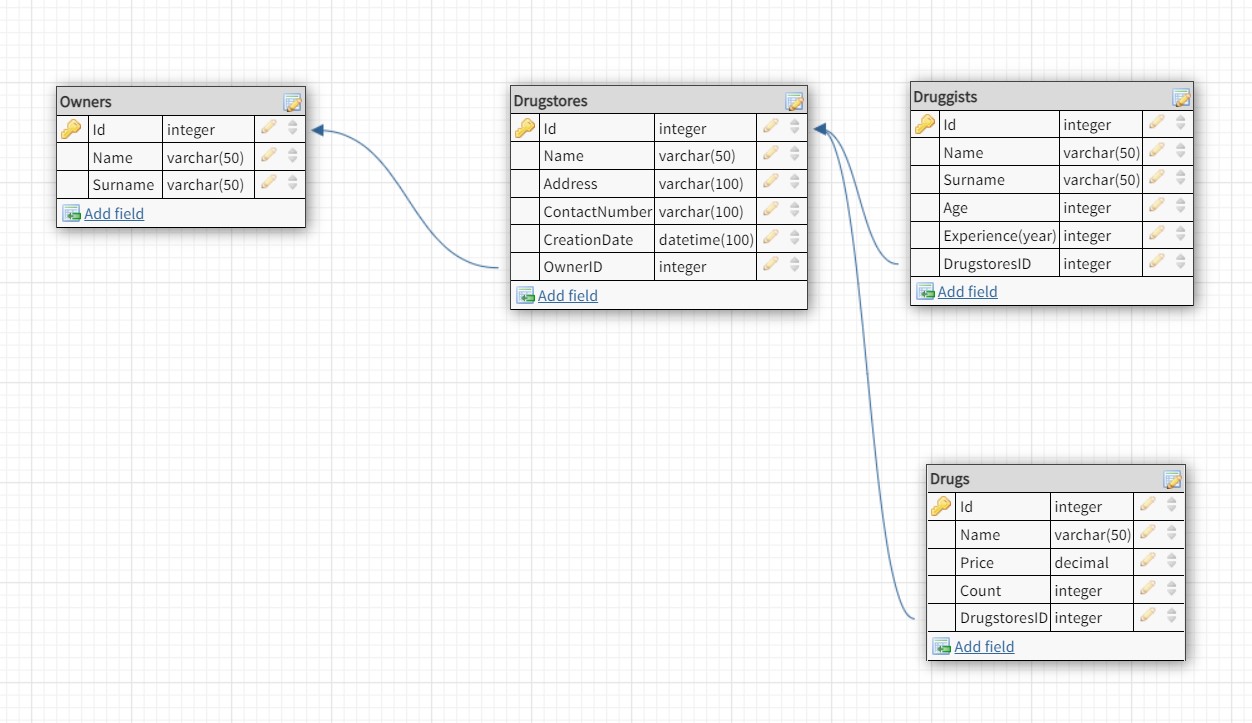 Owners
Id integer
Name varchar(50)
Surname varchar(50)
Add field
Drugstores
Id integer
Name varchar(50)
Address varchar(100)
ContactNumber varchar(100)
CreationDate datetime(100)
OwnerID integer
Add field
Druggists
Id integer
Name varchar(50)
Surname varchar(50)
Age integer
Experience(year) integer
DrugstoresID integer
Add field
Drugs
Id integer
Name varchar(50)
Price decimal
Count integer
DrugstoresID integer
Add field